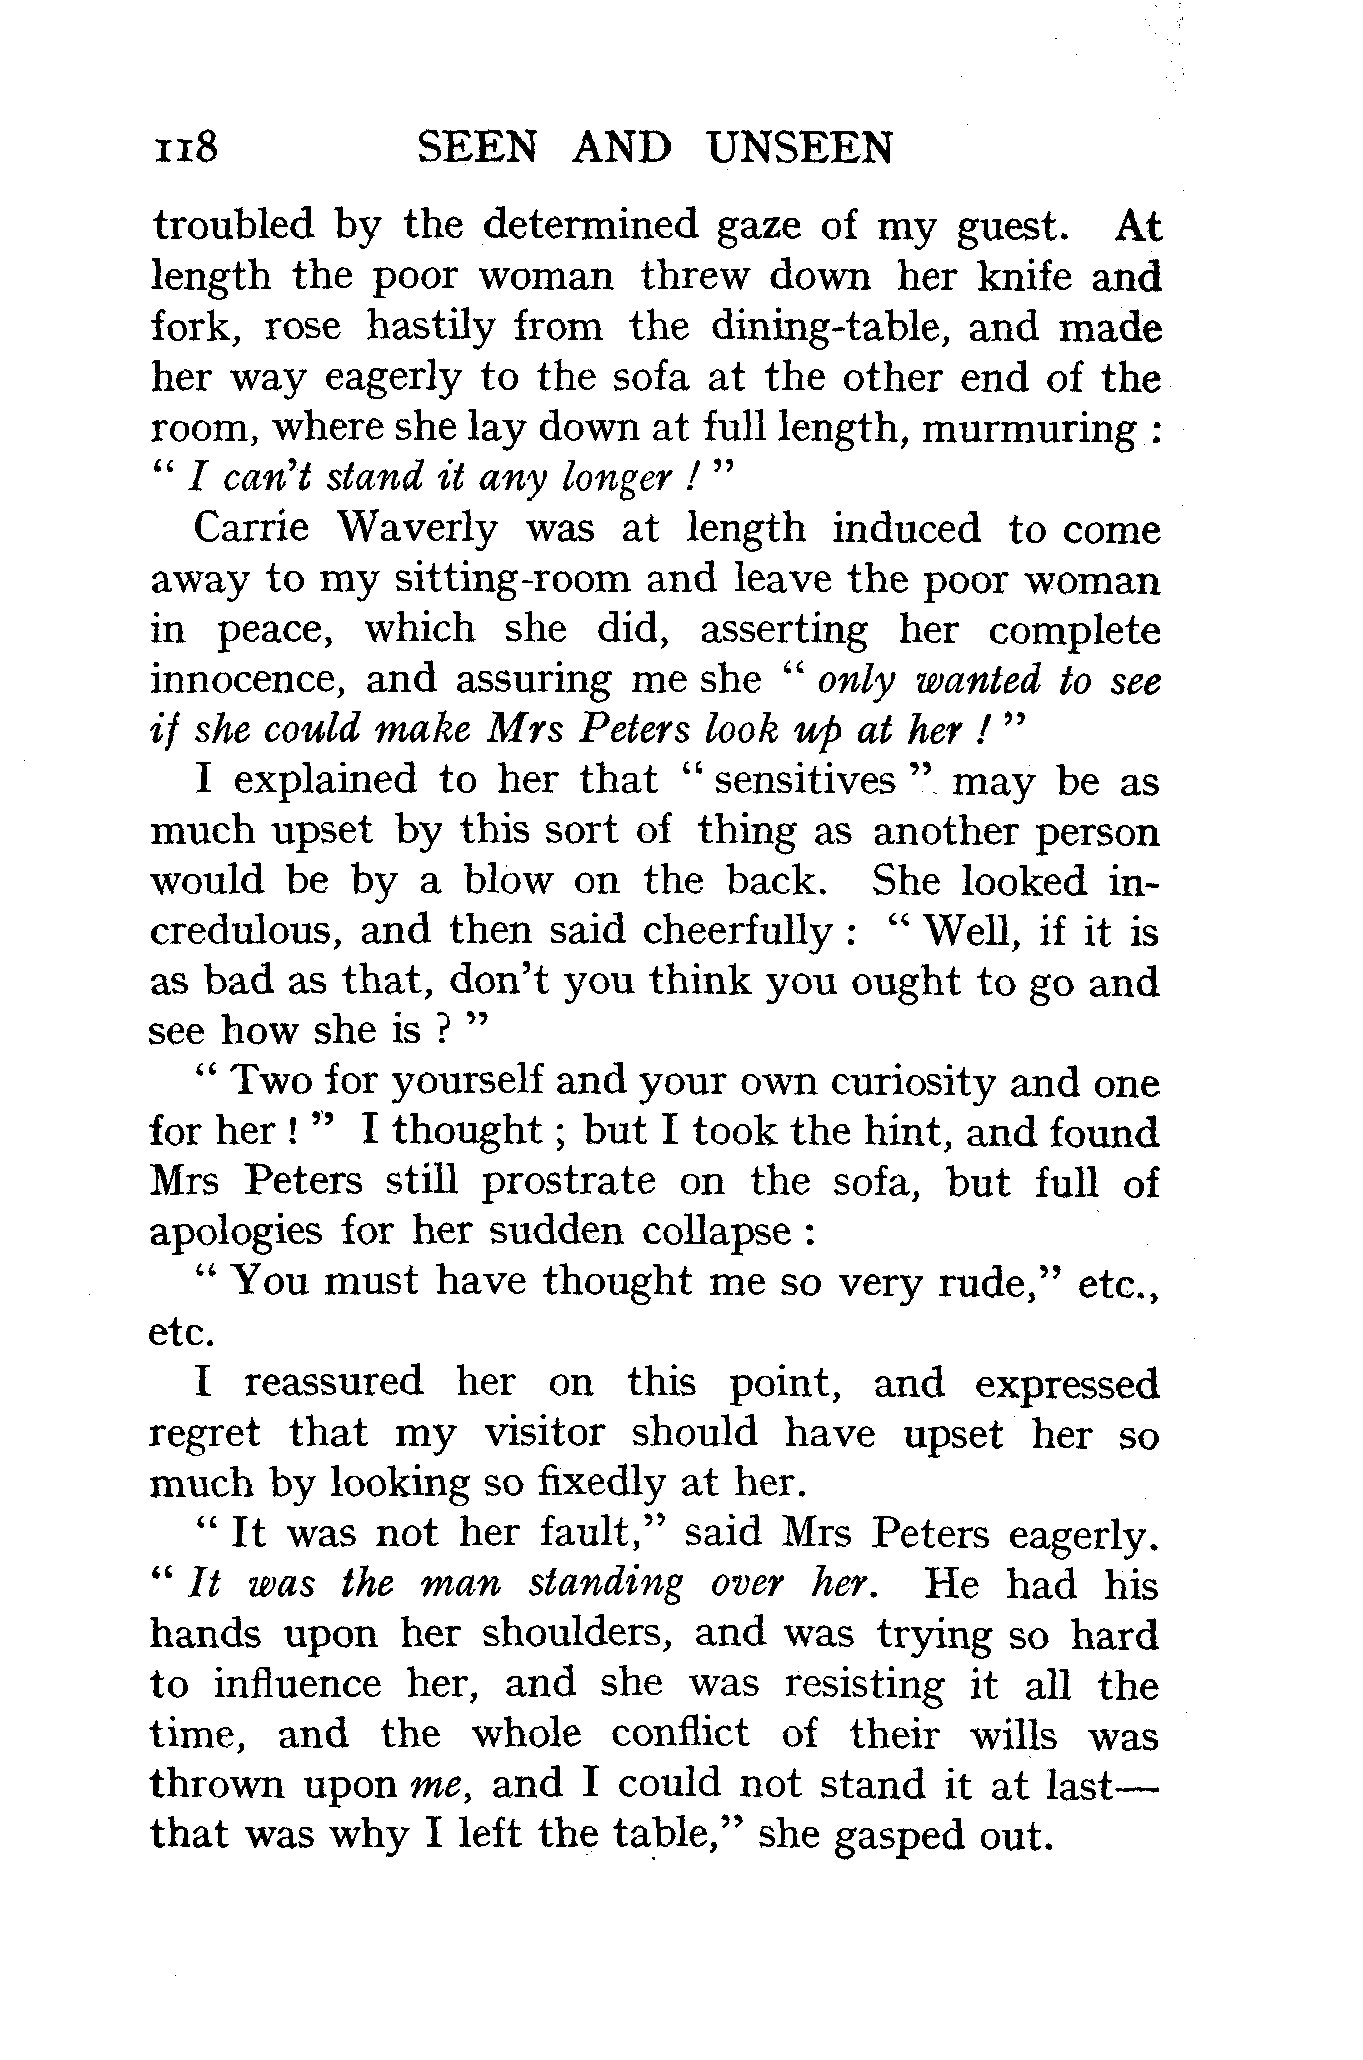 118 SEEN AND UNSEEN
troubled by the determined gaze of my guest. At
length the poor woman threw down her knife and
fork, rose hastily from the dining-table, and made
her way eagerly to the sofa at the other end of the
room, where she lay down at full length, murmuring :
“ I can’t stand it any longer ! ”
Carrie Waverly was at length induced to come
away to my sitting-room and leave the poor woman
in peace, which she did, asserting her complete
innocence, and assuring me she “ only wanted to see
if she could make Mrs Peters look up at her ! ”
I explained to her that “ sensitives ” may be as
much upset by this sort of thing as another person
would be by a blow on the back. She looked in-
credulous, and then said cheerfully : “ Well, if it is
as bad as that, don’t you think you ought to go and
see how she is ? ”
“ Two for yourself and your own curiosity and one
for her ! ” I thought ; but I took the hint, and found
Mrs Peters still prostrate on the sofa, but full of
apologies for her sudden collapse :
“ You must have thought me so very rude,” etc.,
etc.
I reassured her on this point, and expressed
regret that my visitor should have upset her so
much by looking so fixedly at her.
“ It was not her fault,” said Mrs Peters eagerly.
“ It was the man standing over her. He had his
hands upon her shoulders, and was trying so hard
to influence her, and she was resisting it all the
time, and the whole conflict of their wills was
thrown upon me, and I could not stand it at last—
that was why I left the table,” she gasped out.